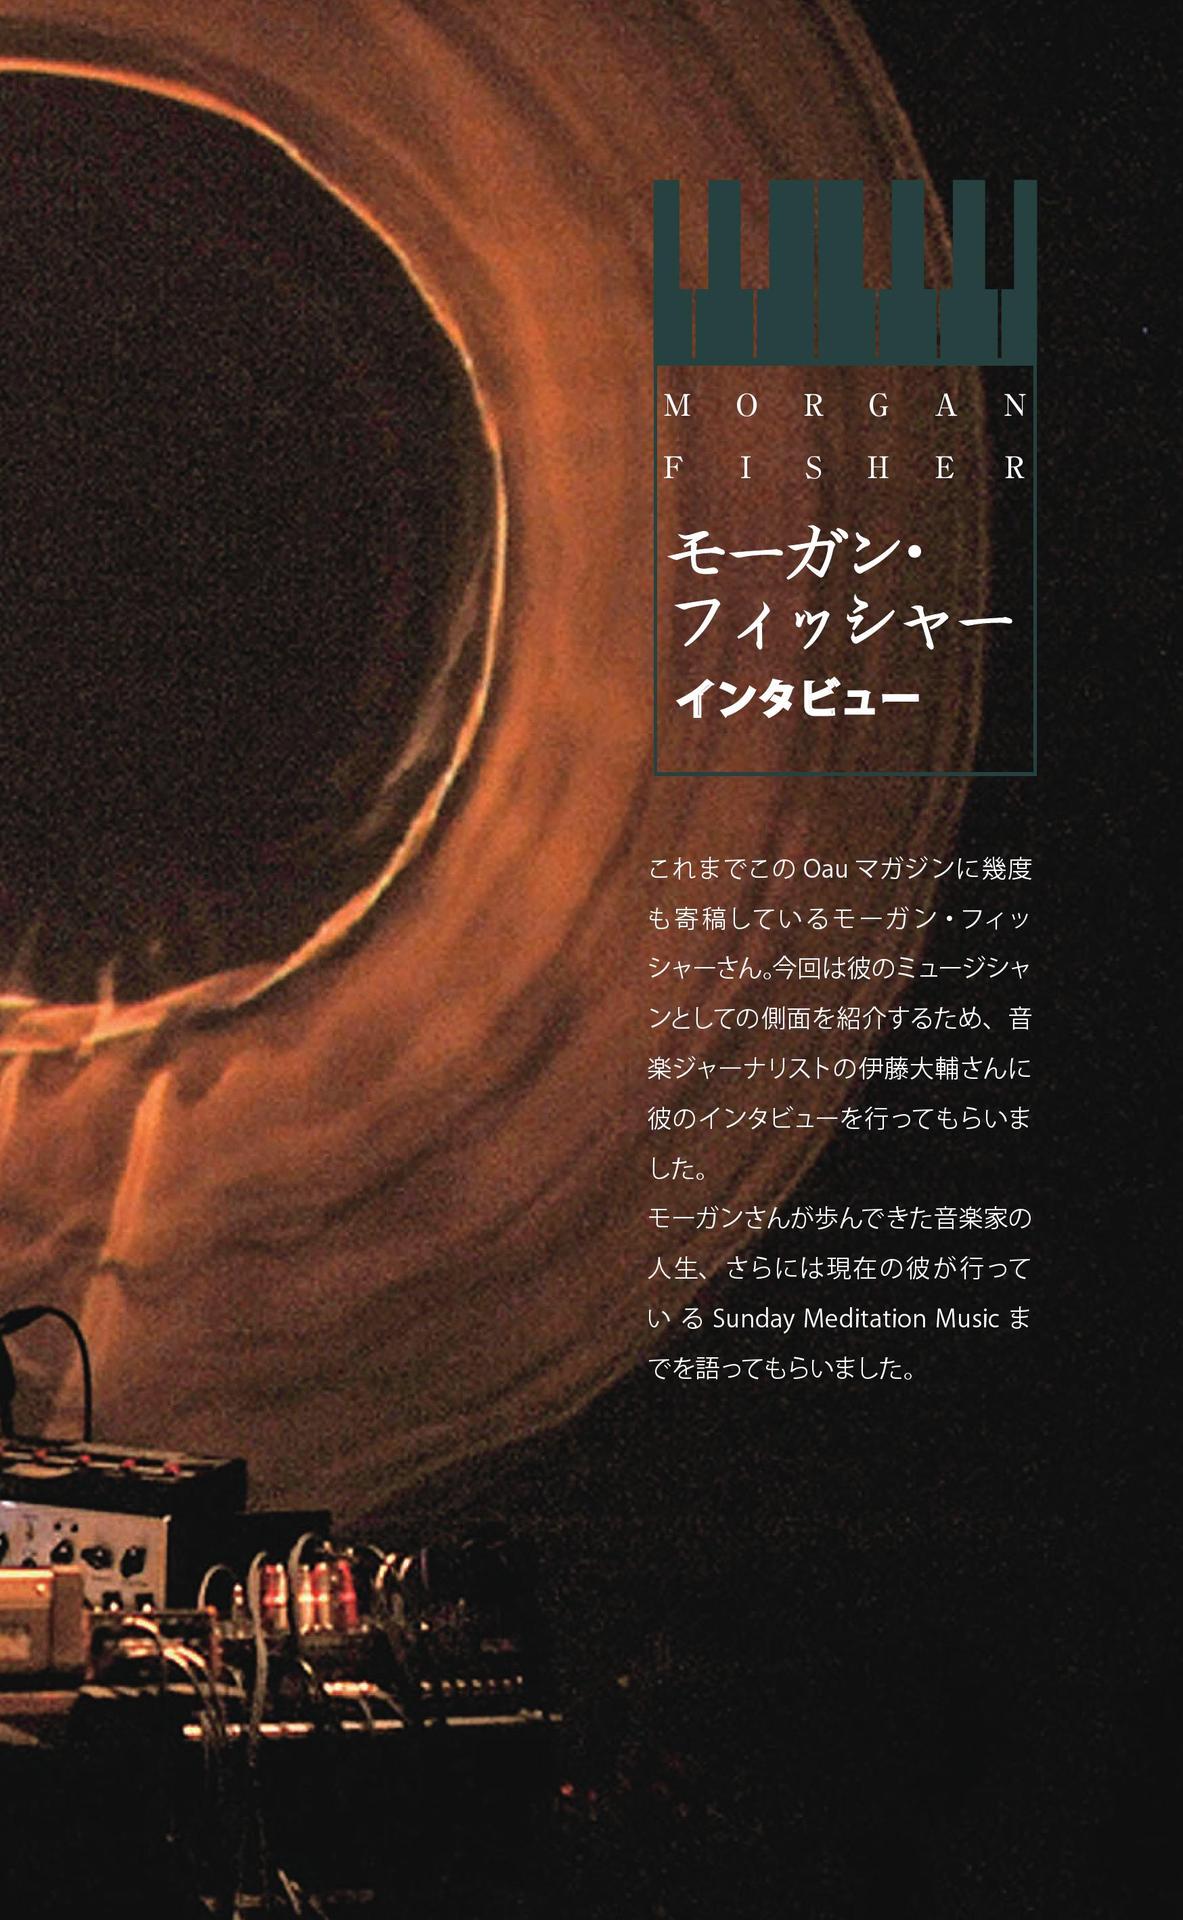 MORGAN
FISHER
モーガン・
フィッシャー
インタビュー
これまでこの Oau マガジンに幾度
も寄稿しているモーガン・フィッ
シャーさん。今回は彼のミュージシャ
ンとしての側面を紹介するため、音
楽ジャーナリストの伊藤大輔さんに
彼のインタビューを行ってもらいま
した。
モーガンさんが歩んできた音楽家の
人生、さらには現在の彼が行って
いる Sunday Meditation Music ま
でを語ってもらいました。